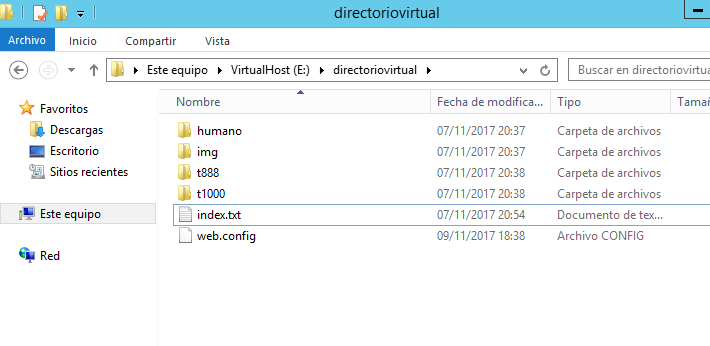 directoriovirtual
Archivo Inicio Compartir Vista
Este equipo VirtualHost (E:) directoriovirtual Buscar en directoriovirtua
Favoritos
Descargas
Escritorio
Sitios recientes
Este equipo
Red
Nombre Fecha de modifica... Tipo Tamañ
humano 07/11/2017 20:37 Carpeta de archivos
img 07/11/2017 20:37 Carpeta de archivos
t888 07/11/2017 20:38 Carpeta de archivos
t1000 07/11/2017 20:38 Carpeta de archivos
index.txt 07/11/2017 20:54 Documento de tex...
web.config 09/11/2017 18:38 Archivo CONFIG